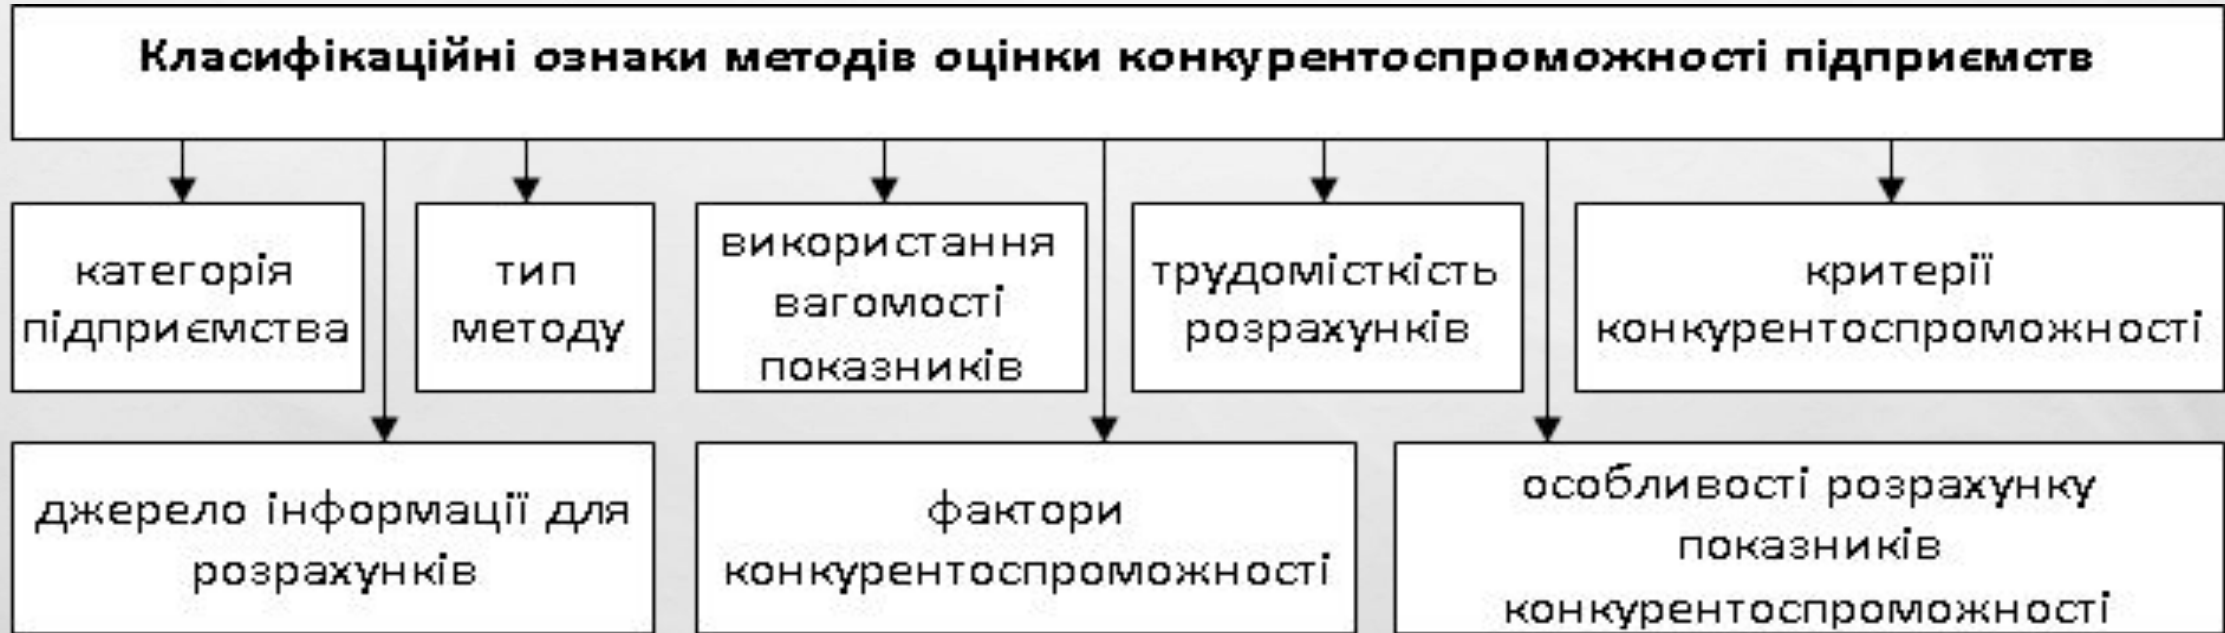 Класифікаційні ознаки методів оцінки конкурентоспроможності підприємств
категорія
підприємства
тип
методу
використання
вагомості
показників
трудомісткість
розрахунків
критерії
конкурентоспроможності
джерело інформації для
розрахунків
фактори
конкурентоспроможності
особливості розрахунку
показників
конкурентоспроможності